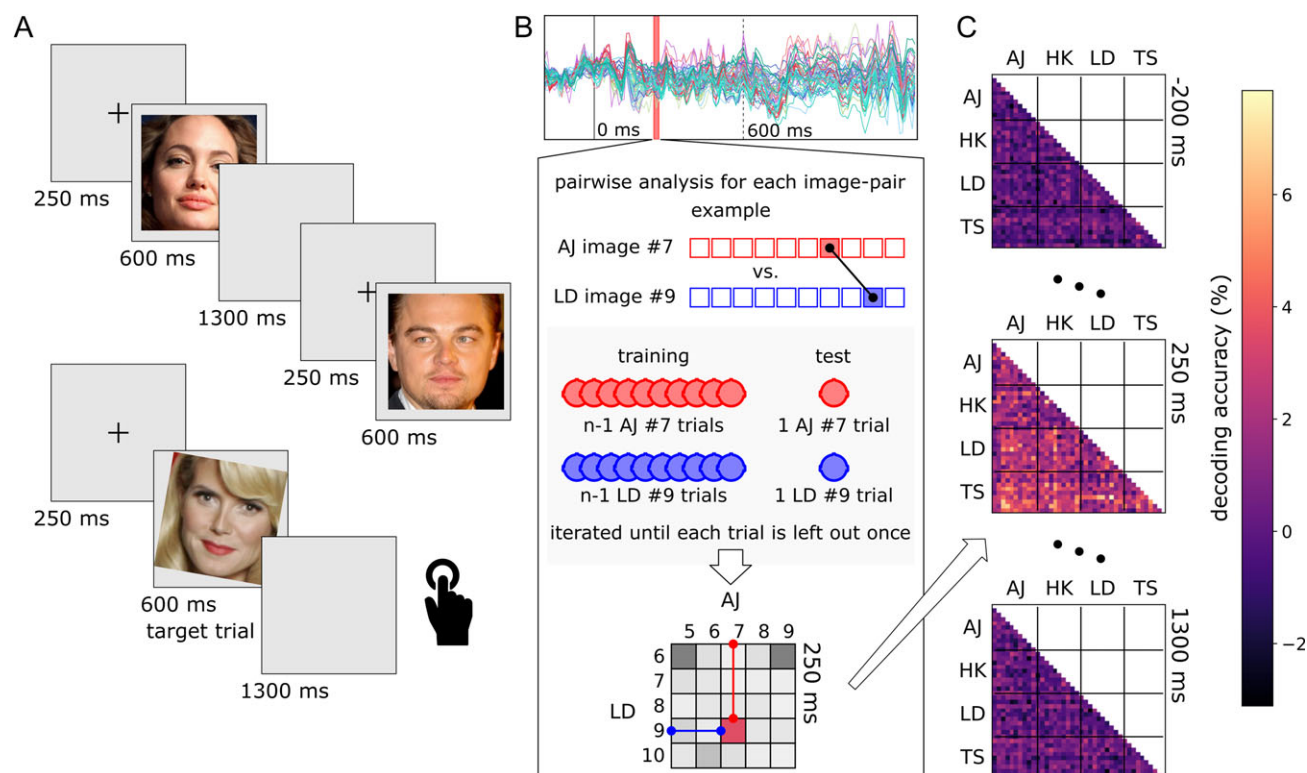 A
250 ms
600 ms
1300 ms
250 ms
600 ms
250 ms
600 ms
target trial
1300 ms
B
0 ms
600 ms
pairwise analysis for each image-pair
example
AJ image #7
vs.
LD image #9
training
test
n-1 AJ #7 trials
1 AJ #7 trial
n-1 LD #9 trials
1 LD #9 trial
iterated until each trial is left out once
AJ
5 6 7 8 9
6
7
8
LD
9
10
250 ms
C
AJ HK LD TS
AJ
HK
LD
TS
-200 ms
AJ HK LD TS
AJ
HK
LD
TS
250 ms
AJ HK LD TS
AJ
HK
LD
TS
1300 ms
decoding accuracy (%)
6
4
2
0
−2